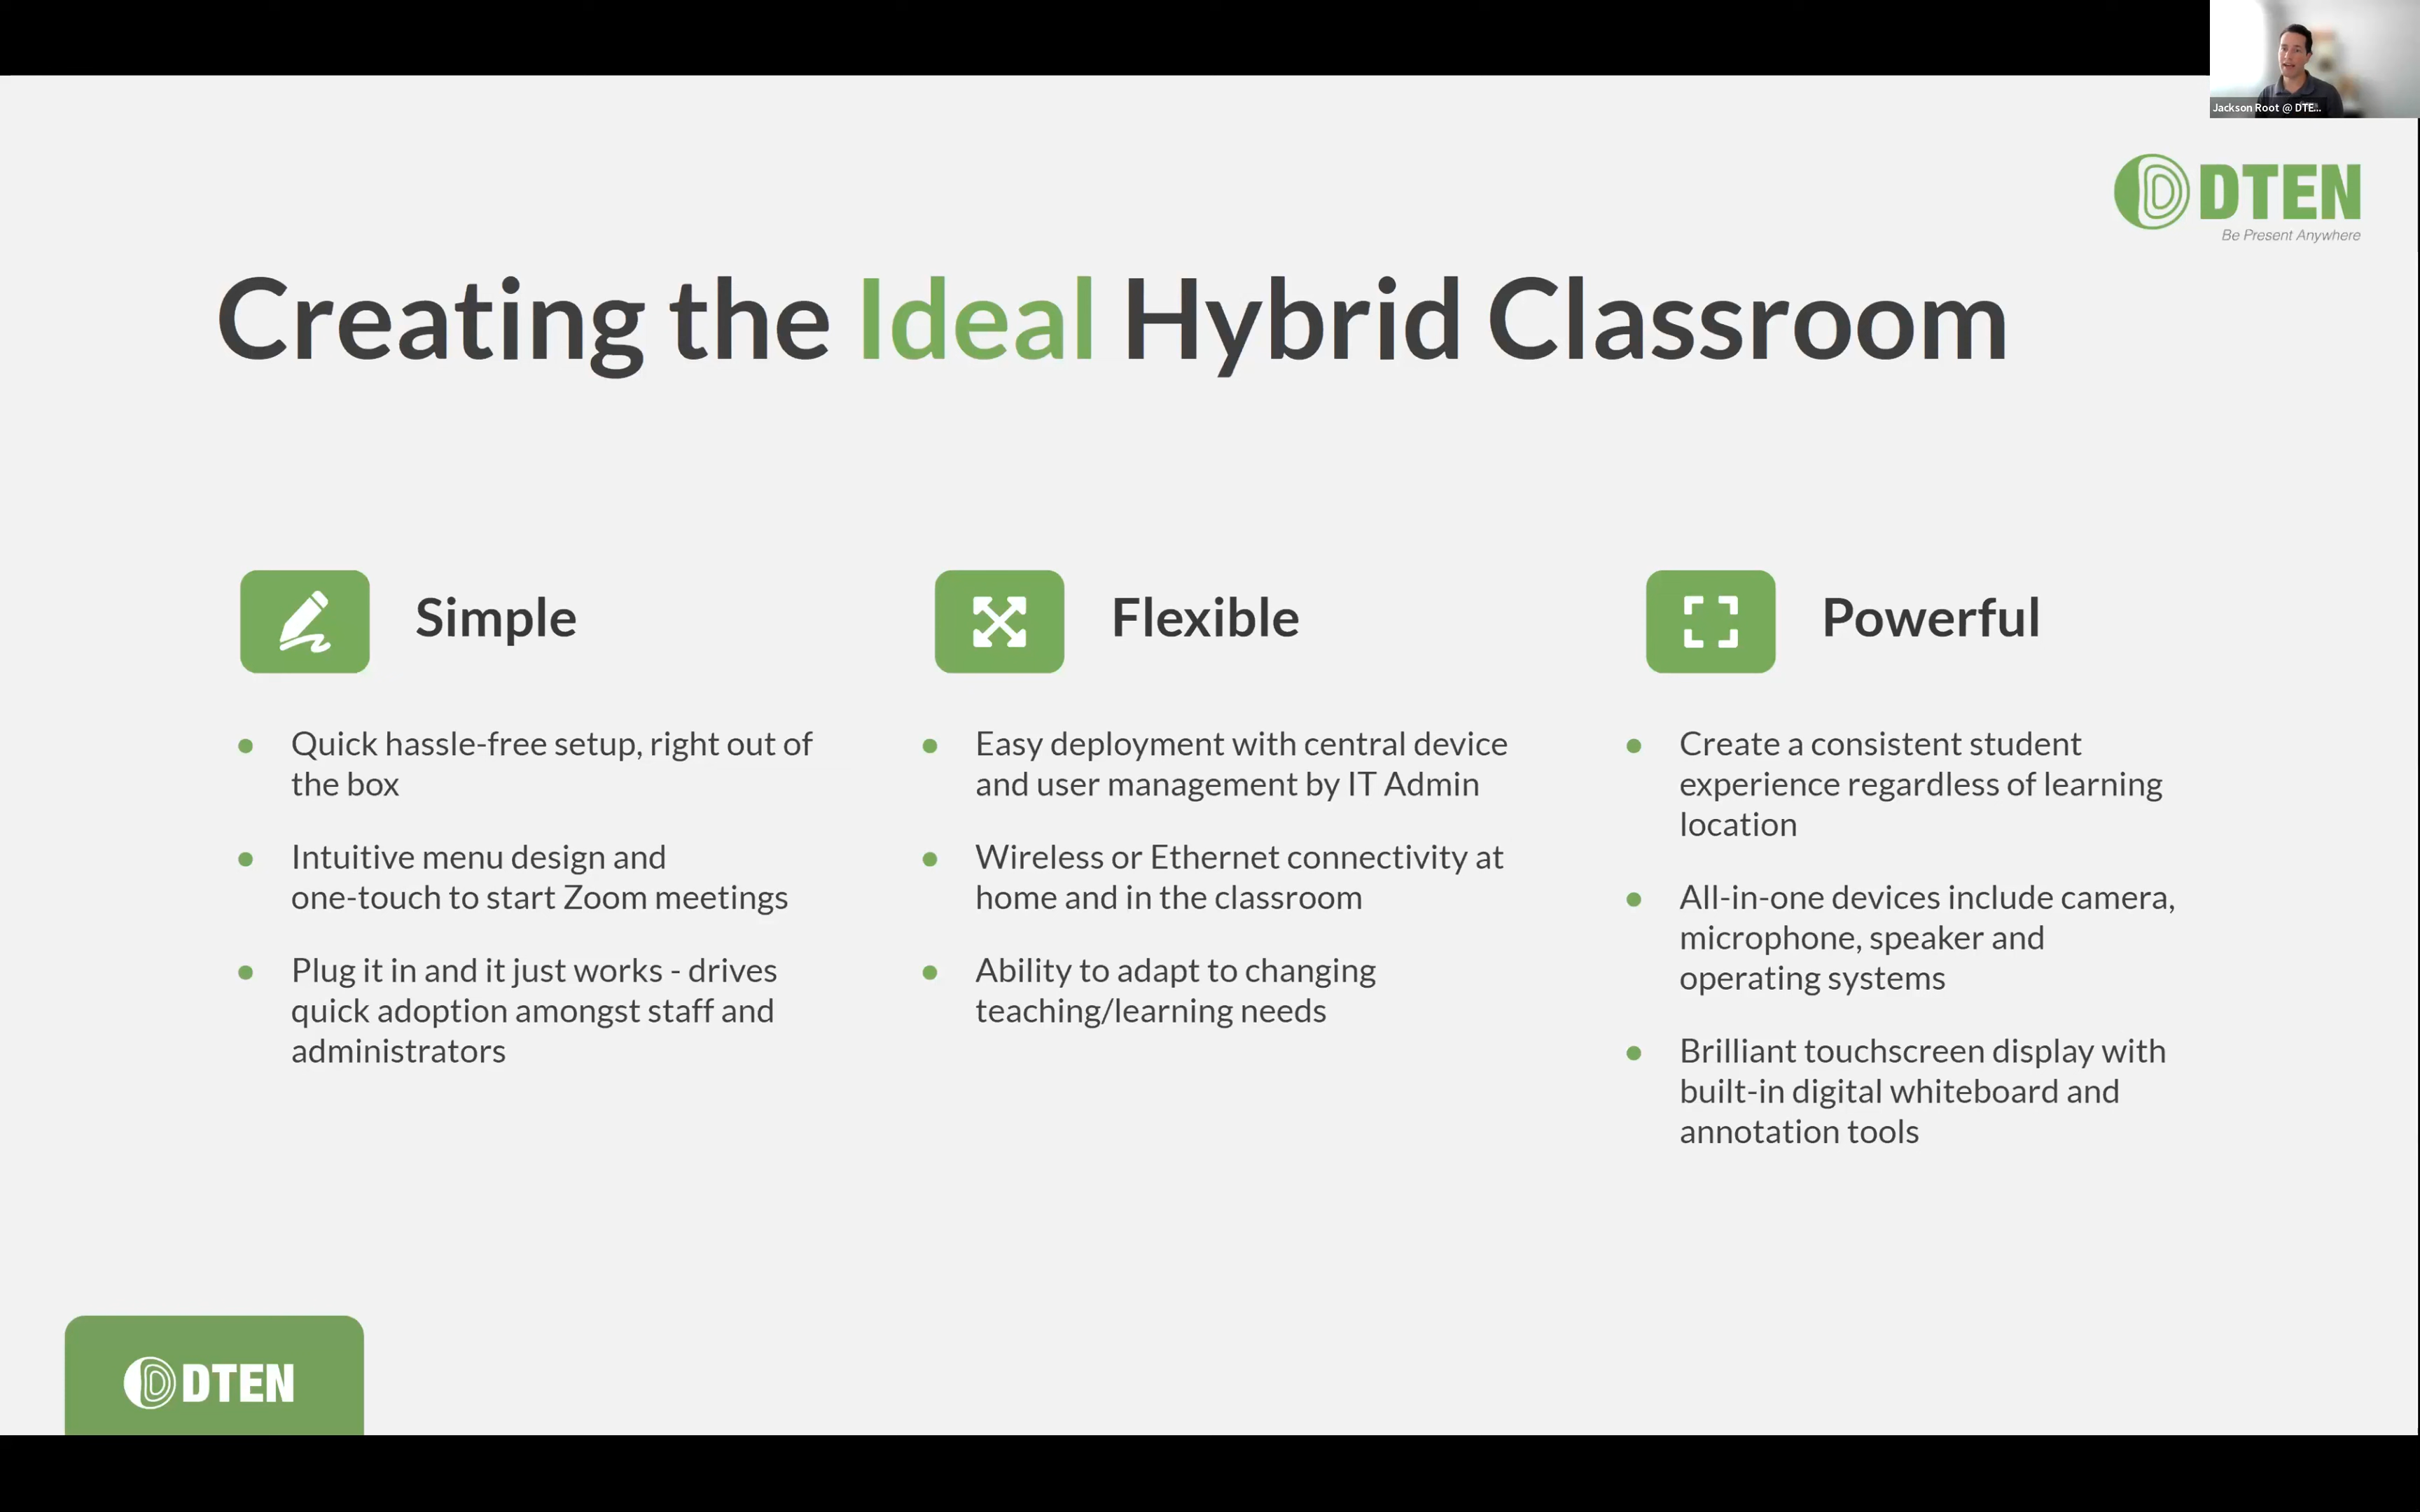 Jackson Root @ DTE...
DTEN
Be Present Anywhere
Creating the Ideal Hybrid Classroom
Simple
Quick hassle-free setup, right out of
the box
Intuitive menu design and
one-touch to start Zoom meetings
Plug it in and it just works - drives
quick adoption amongst staff and
administrators
Flexible
Easy deployment with central device
and user management by IT Admin
Wireless or Ethernet connectivity at
home and in the classroom
Ability to adapt to changing
teaching/learning needs
Powerful
Create a consistent student
experience regardless of learning
location
All-in-one devices include camera,
microphone, speaker and
operating systems
Brilliant touchscreen display with
built-in digital whiteboard and
annotation tools
DTEN